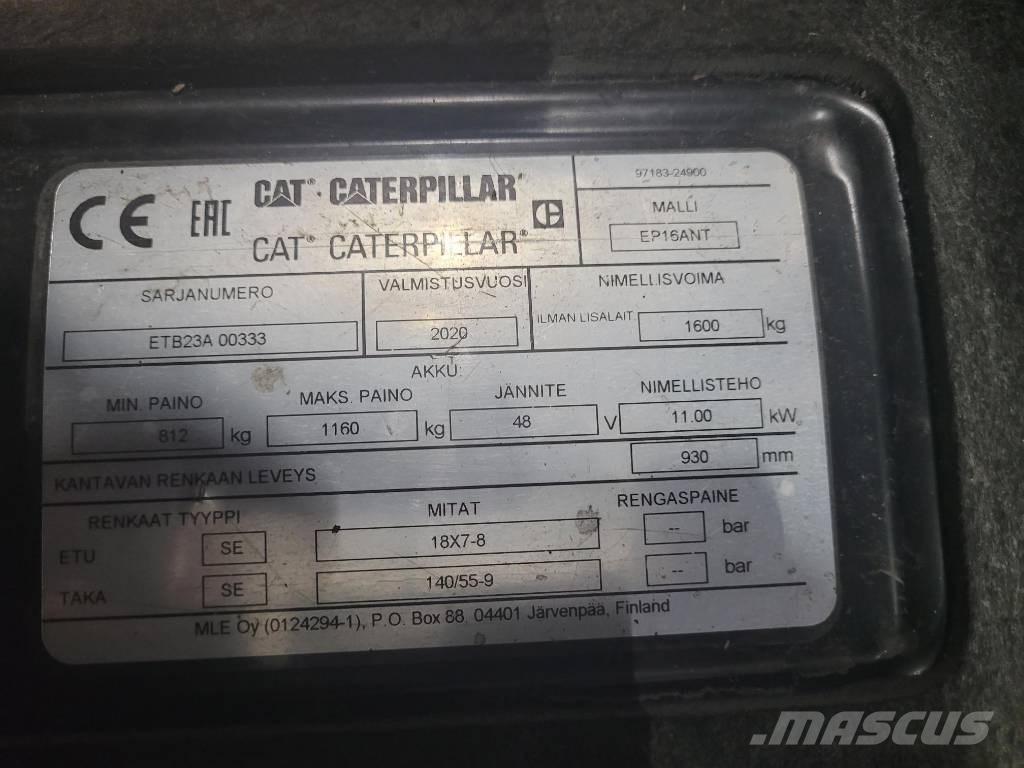 CE EAC CAT® CATERPILLAR® 97183-24900
CAT® CATERPILLAR® MALLI
EP16ANT
SARJANUMERO VALMISTUSVUOSI NIMELLISVOIMA
ETB23A 00333 2020 ILMAN LISALAIT. 1600 kg
AKKU:
MIN. PAINO MAKS. PAINO JÄNNITE NIMELLISTEHO
812 kg 1160 kg 48 V 11.00 kW
KANTAVAN RENKAAN LEVEYS 930 mm
RENKAAT TYYPPI MITAT RENGASPAINE
ETU SE 18X7-8 -- bar
TAKA SE 140/55-9 -- bar
MLE Oy (0124294-1), P.O. Box 88, 04401 Järvenpää, Finland
MASCUS